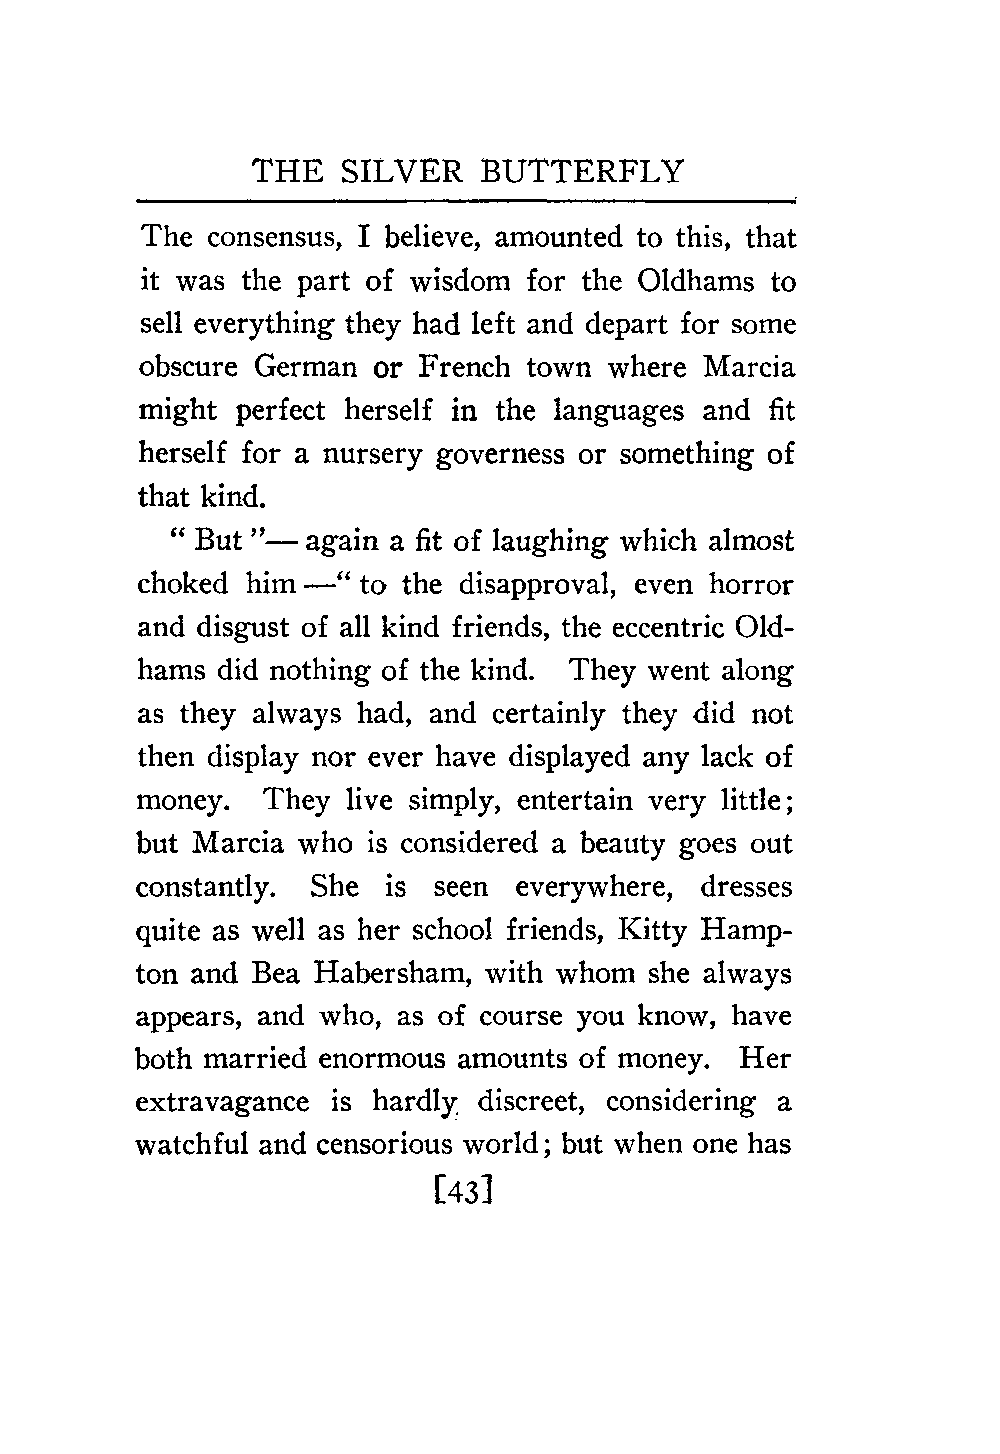 THE SILVER BUTTERFLY
The consensus, I believe, amounted to this, that
it was the part of wisdom for the Oldhams to
sell everything they had left and depart for some
obscure German or French town where Marcia
might perfect herself in the languages and fit
herself for a nursery governess or something of
that kind.
“ But ”— again a fit of laughing which almost
choked him —“ to the disapproval, even horror
and disgust of all kind friends, the eccentric Old-
hams did nothing of the kind. They went along
as they always had, and certainly they did not
then display nor ever have displayed any lack of
money. They live simply, entertain very little;
but Marcia who is considered a beauty goes out
constantly. She is seen everywhere, dresses
quite as well as her school friends, Kitty Hamp-
ton and Bea Habersham, with whom she always
appears, and who, as of course you know, have
both married enormous amounts of money. Her
extravagance is hardly discreet, considering a
watchful and censorious world; but when one has
[43]